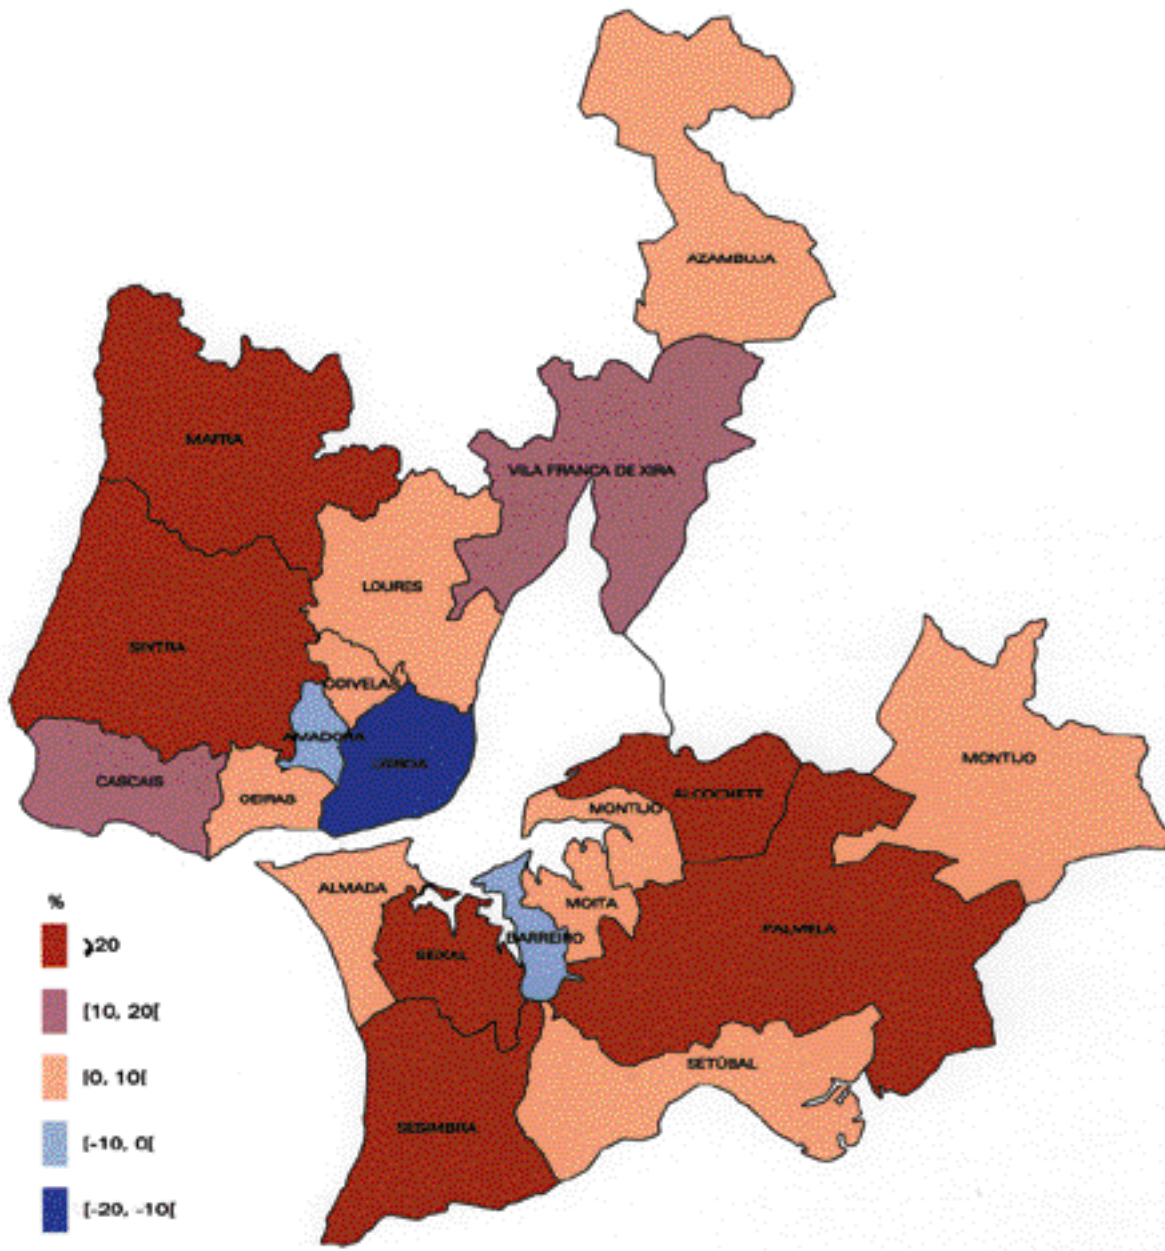 AZAMBUJA
MAFRA
VILA FRANCA DE XIRA
LOURES
SINTRA
ODIVELAS
AMADORA
LISBOA
MONTIJO
CASCAIS
OEIRAS
ALCOCHETE
MONTIJO
ALMADA
MOITA
%
PALMELA
BARREIRO
20
SEIXAL
[10, 20[
SETÚBAL
[0, 10[
SESIMBRA
[-10, 0[
[-20, -10[